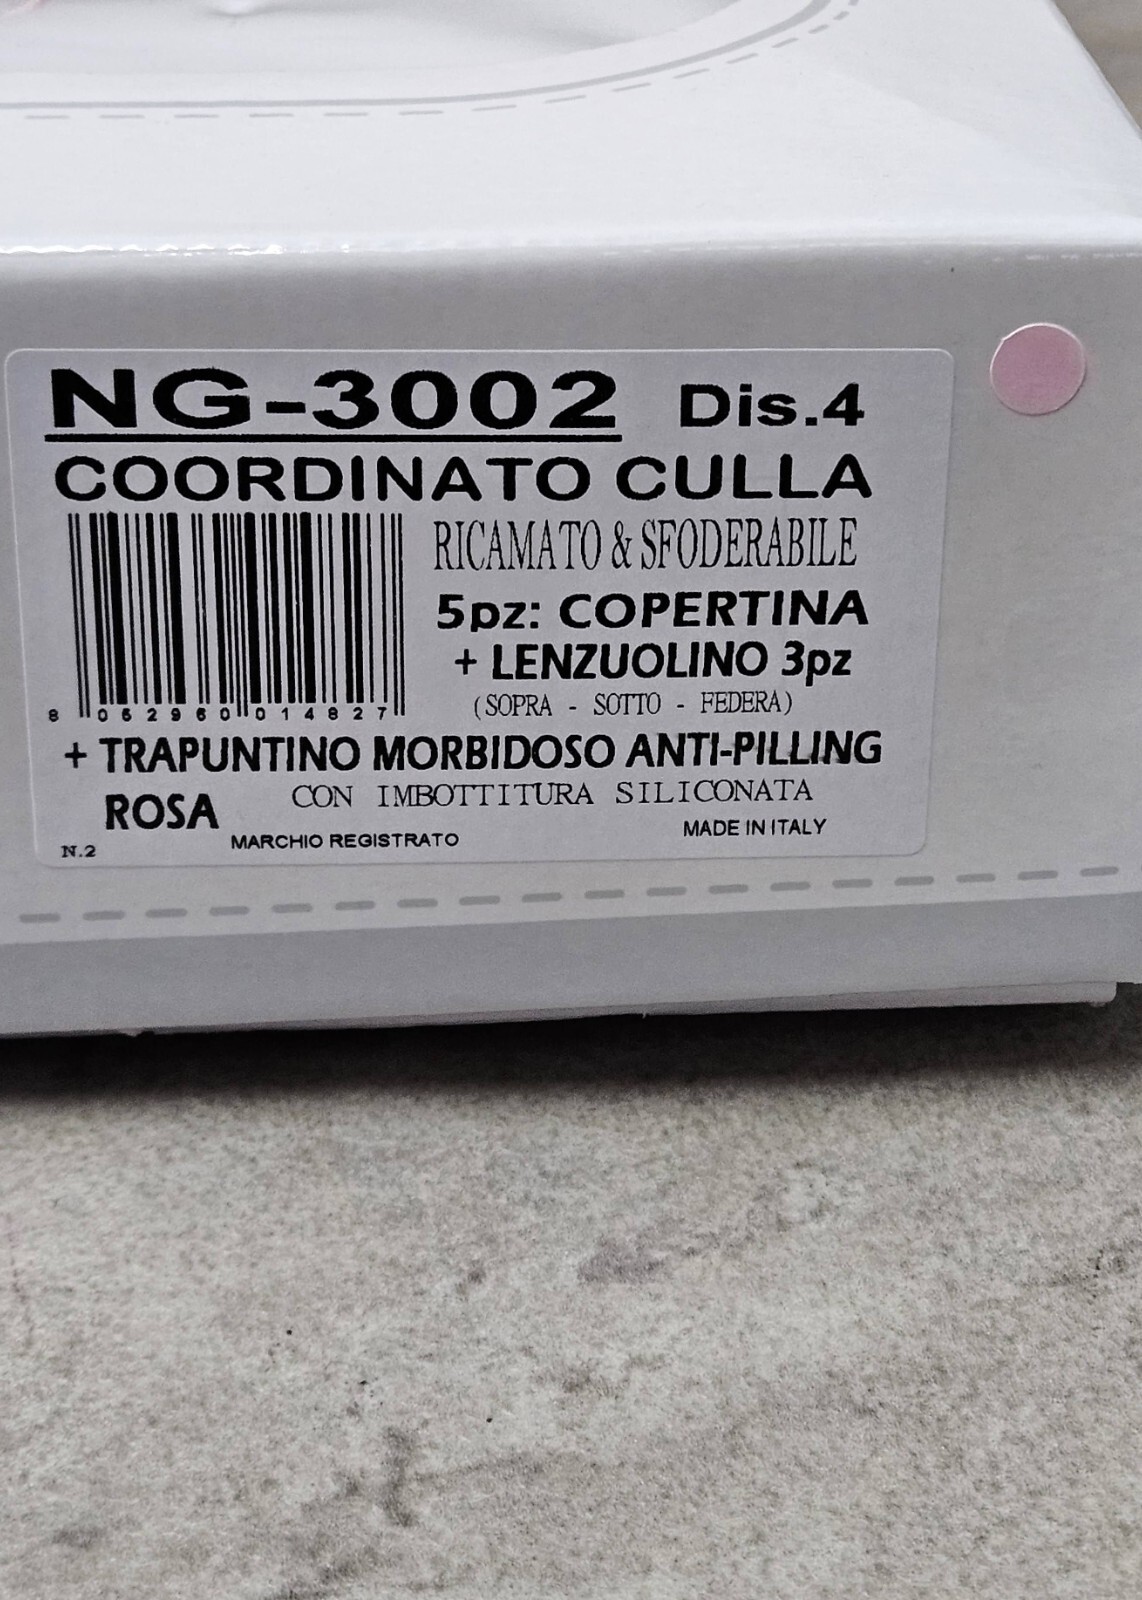 NG-3002 Dis.4
COORDINATO CULLA
RICAMATO & SFODERABILE
5pz: COPERTINA
+ LENZUOLINO 3pz
(SOPRA - SOTTO - FEDERA)
8 052960 014827
+ TRAPUNTINO MORBIDOSO ANTI-PILLING
ROSA CON IMBOTTITURA SILICONATA
N.2 MARCHIO REGISTRATO MADE IN ITALY